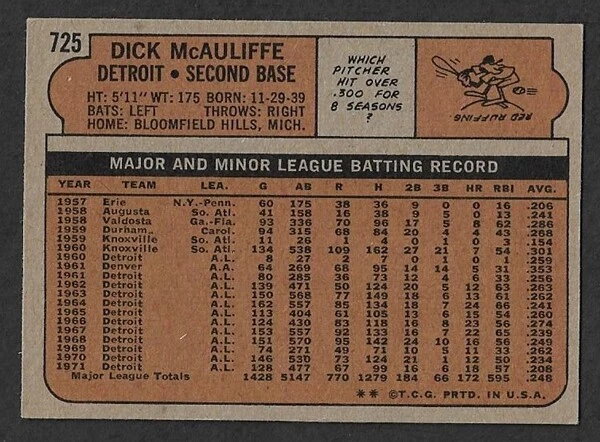 725
DICK McAULIFFE
DETROIT • SECOND BASE
HT: 5'11" WT: 175 BORN: 11-29-39
BATS: LEFT THROWS: RIGHT
HOME: BLOOMFIELD HILLS, MICH.
WHICH
PITCHER
HIT OVER
.300 FOR
8 SEASONS
?
RED RUFFING
MAJOR AND MINOR LEAGUE BATTING RECORD
YEAR TEAM LEA. G AB R H 2B 3B HR RBI AVG.
1957 Erie N.Y.-Penn. 60 175 38 36 9 0 0 16 .206
1958 Augusta So. Atl. 41 158 16 38 9 5 0 13 .241
1958 Valdosta Ga.-Fla. 93 336 70 96 17 5 8 62 .286
1959 Durham Carol. 94 315 68 84 20 4 4 43 .268
1959 Knoxville So. Atl. 11 26 1 4 0 1 0 3 .154
1960 Knoxville So. Atl. 134 538 109 162 27 21 7 54 .301
1960 Detroit A.L. 8 27 2 7 0 1 0 1 .259
1961 Denver A.A. 64 269 68 95 14 14 5 31 .353
1961 Detroit A.L. 80 285 36 73 12 4 6 33 .256
1962 Detroit A.L. 139 471 50 124 20 5 12 63 .263
1963 Detroit A.L. 150 568 77 149 18 6 13 61 .262
1964 Detroit A.L. 162 557 85 134 18 7 24 66 .241
1965 Detroit A.L. 113 404 61 105 13 6 15 54 .260
1966 Detroit A.L. 124 430 83 118 16 8 23 56 .274
1967 Detroit A.L. 153 557 92 133 16 7 22 65 .239
1968 Detroit A.L. 151 570 95 142 24 10 16 56 .249
1969 Detroit A.L. 74 271 49 71 10 5 11 33 .262
1970 Detroit A.L. 146 530 73 124 21 1 12 50 .234
1971 Detroit A.L. 128 477 67 99 16 6 18 57 .208
Major League Totals 1428 5147 770 1279 184 66 172 595 .248
** ©T.C.G. PRTD. IN U.S.A.